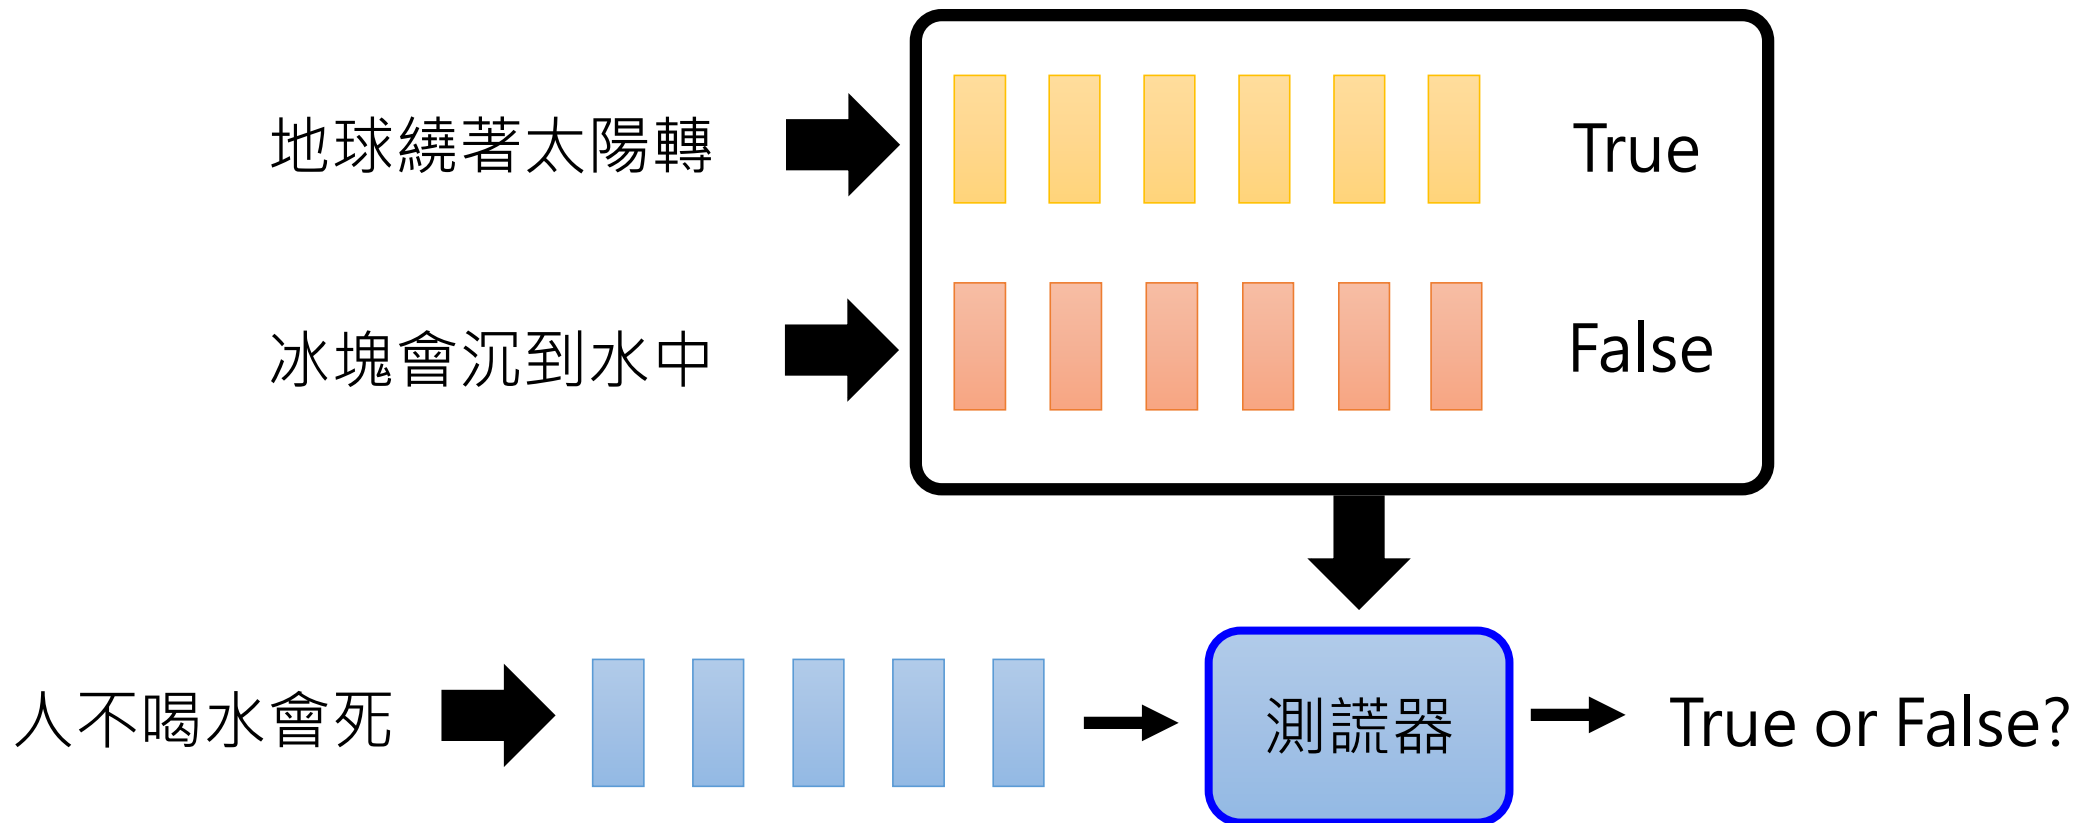 地球繞著太陽轉
True
冰塊會沉到水中
False
人不喝水會死
測謊器
True or False?